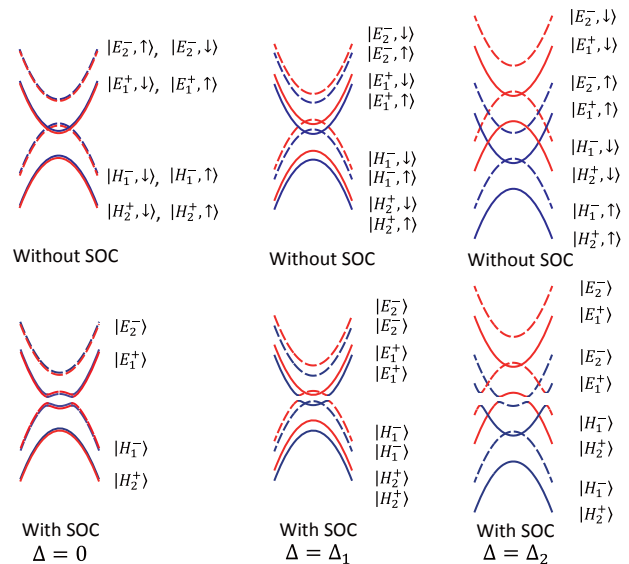 |E₂⁻,↑⟩, |E₂⁻,↓⟩
|E₁⁺,↓⟩, |E₁⁺,↑⟩
|H₁⁻,↓⟩, |H₁⁻,↑⟩
|H₂⁺,↓⟩, |H₂⁺,↑⟩
Without SOC
|E₂⁻,↓⟩
|E₂⁻,↑⟩
|E₁⁺,↓⟩
|E₁⁺,↑⟩
|H₁⁻,↓⟩
|H₁⁻,↑⟩
|H₂⁺,↓⟩
|H₂⁺,↑⟩
Without SOC
|E₂⁻,↓⟩
|E₁⁺,↓⟩
|E₂⁻,↑⟩
|E₁⁺,↑⟩
|H₁⁻,↓⟩
|H₂⁺,↓⟩
|H₁⁻,↑⟩
|H₂⁺,↑⟩
Without SOC
|E₂⁻⟩
|E₁⁺⟩
|H₁⁻⟩
|H₂⁺⟩
With SOC
Δ = 0
|E₂⁻⟩
|E₂⁻⟩
|E₁⁺⟩
|E₁⁺⟩
|H₁⁻⟩
|H₁⁻⟩
|H₂⁺⟩
|H₂⁺⟩
With SOC
Δ = Δ₁
|E₂⁻⟩
|E₁⁺⟩
|E₂⁻⟩
|E₁⁺⟩
|H₁⁻⟩
|H₂⁺⟩
|H₁⁻⟩
|H₂⁺⟩
With SOC
Δ = Δ₂